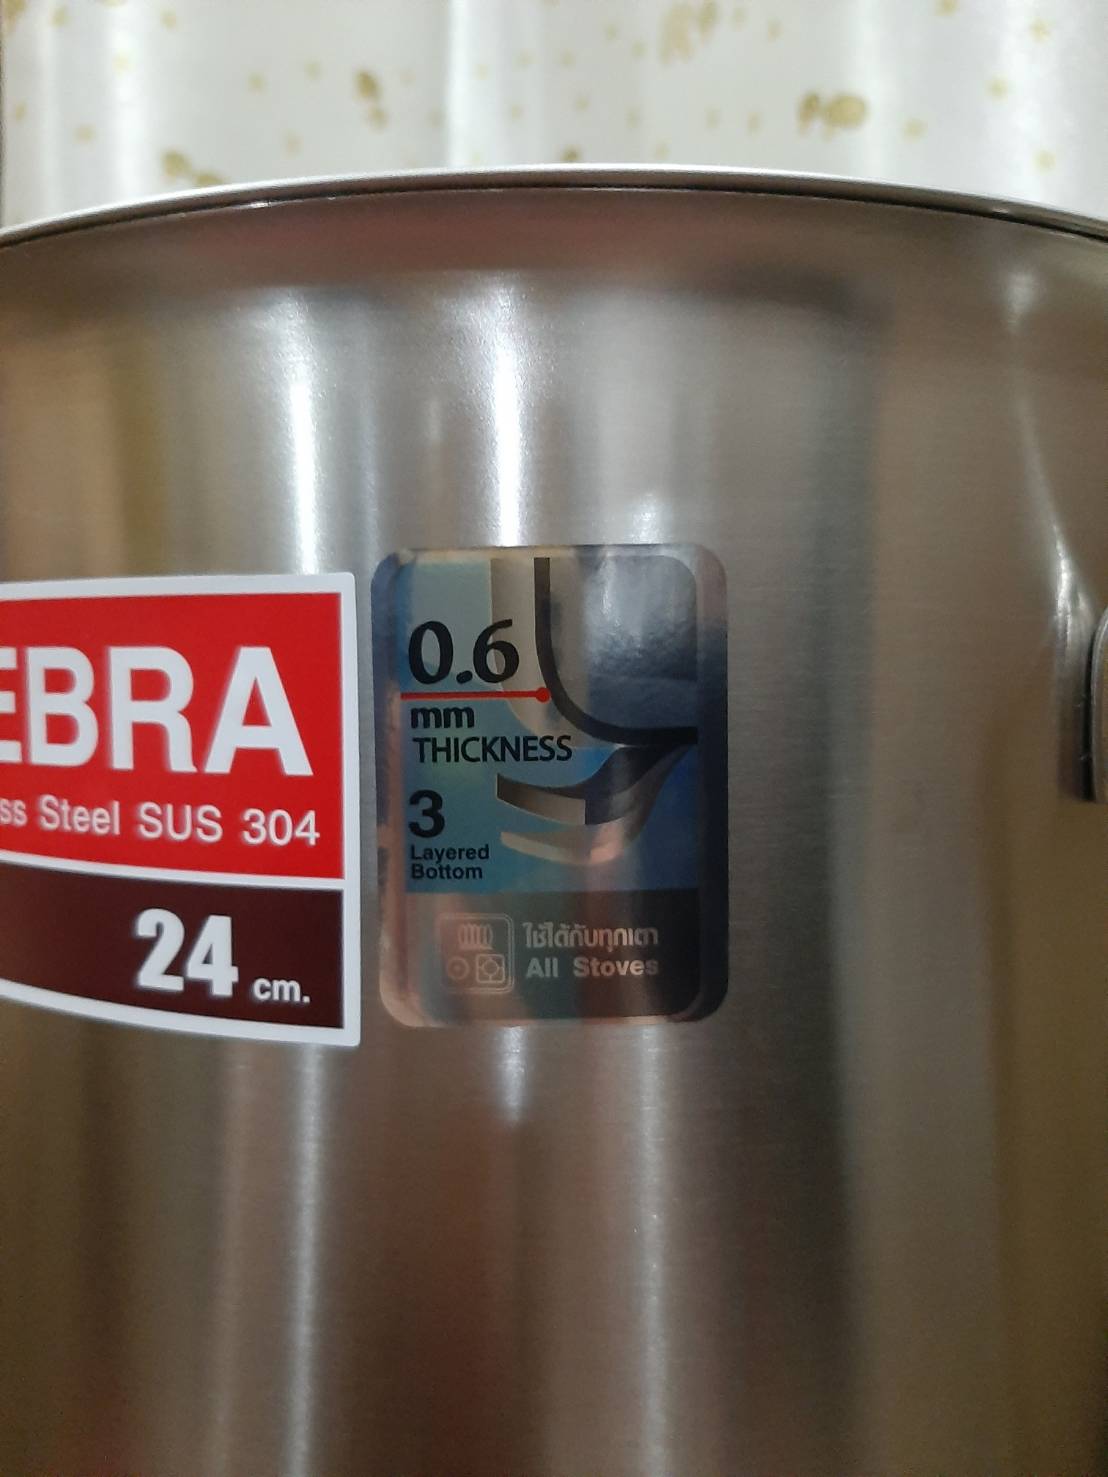 EBRA
ss Steel SUS 304
24 cm.
0.6
mm
THICKNESS
3
Layered
Bottom
ใช้ได้กับทุกเตา
All Stoves